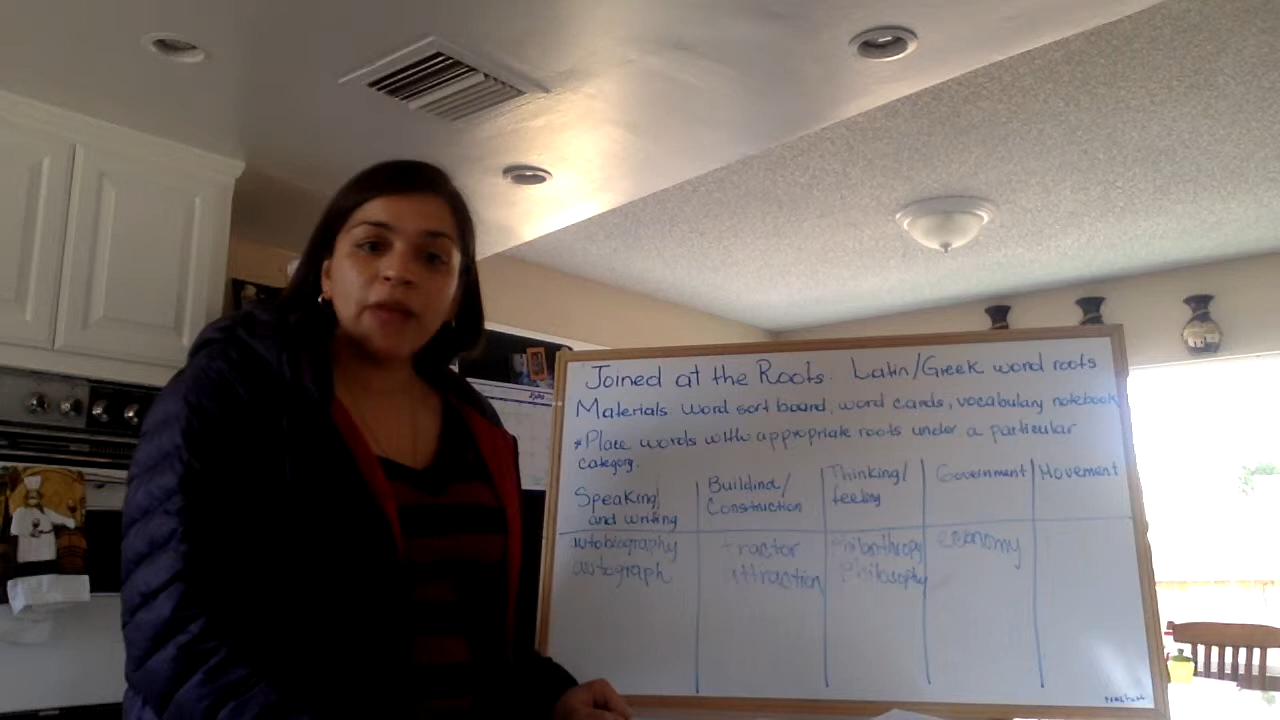 Joined at the Roots. Latin/Greek word roots
Materials: Word sort board, word cards, vocabulary notebook
*Place words with appropriate roots under a particular
category.
Speaking/ and writing
Building/ Construction
Thinking/ feeling
Government
Movement
autobiography tractor philanthropy economy
autograph attraction Philosophy